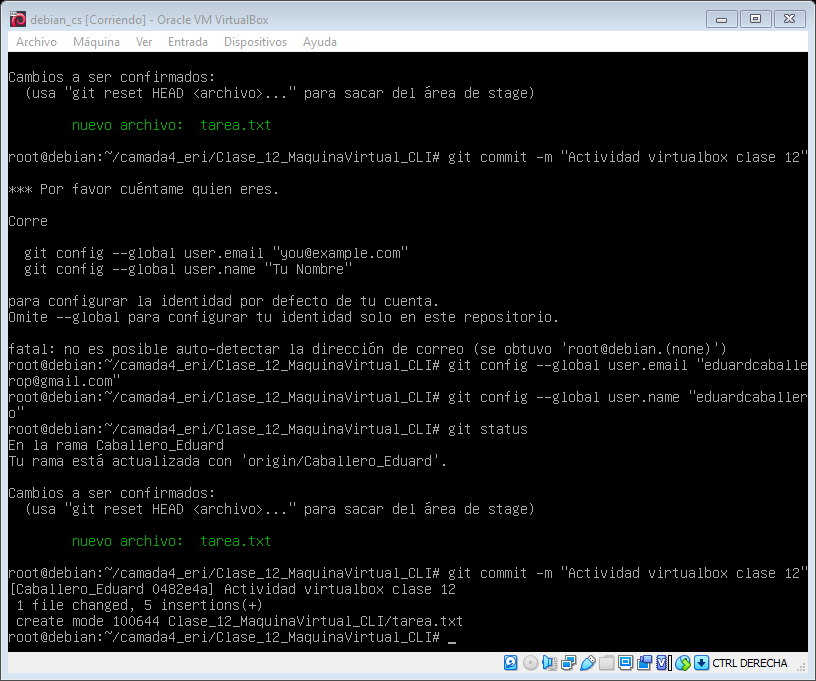 debian_cs [Corriendo] - Oracle VM VirtualBox
Archivo Máquina Ver Entrada Dispositivos Ayuda
Cambios a ser confirmados:
(usa "git reset HEAD <archivo>..." para sacar del área de stage)
nuevo archivo: tarea.txt
root@debian:~/camada4_eri/Clase_12_MaquinaVirtual_CLI# git commit -m "Actividad virtualbox clase 12"
*** Por favor cuéntame quien eres.
Corre
git config --global user.email "you@example.com"
git config --global user.name "Tu Nombre"
para configurar la identidad por defecto de tu cuenta.
Omite --global para configurar tu identidad solo en este repositorio.
fatal: no es posible auto-detectar la dirección de correo (se obtuvo 'root@debian.(none)')
root@debian:~/camada4_eri/Clase_12_MaquinaVirtual_CLI# git config --global user.email "eduardcaballe
rop@gmail.com"
root@debian:~/camada4_eri/Clase_12_MaquinaVirtual_CLI# git config --global user.name "eduardcaballer
o"
root@debian:~/camada4_eri/Clase_12_MaquinaVirtual_CLI# git status
En la rama Caballero_Eduard
Tu rama está actualizada con 'origin/Caballero_Eduard'.
Cambios a ser confirmados:
(usa "git reset HEAD <archivo>..." para sacar del área de stage)
nuevo archivo: tarea.txt
root@debian:~/camada4_eri/Clase_12_MaquinaVirtual_CLI# git commit -m "Actividad virtualbox clase 12"
[Caballero_Eduard 0482e4a] Actividad virtualbox clase 12
1 file changed, 5 insertions(+)
create mode 100644 Clase_12_MaquinaVirtual_CLI/tarea.txt
root@debian:~/camada4_eri/Clase_12_MaquinaVirtual_CLI# _
CTRL DERECHA